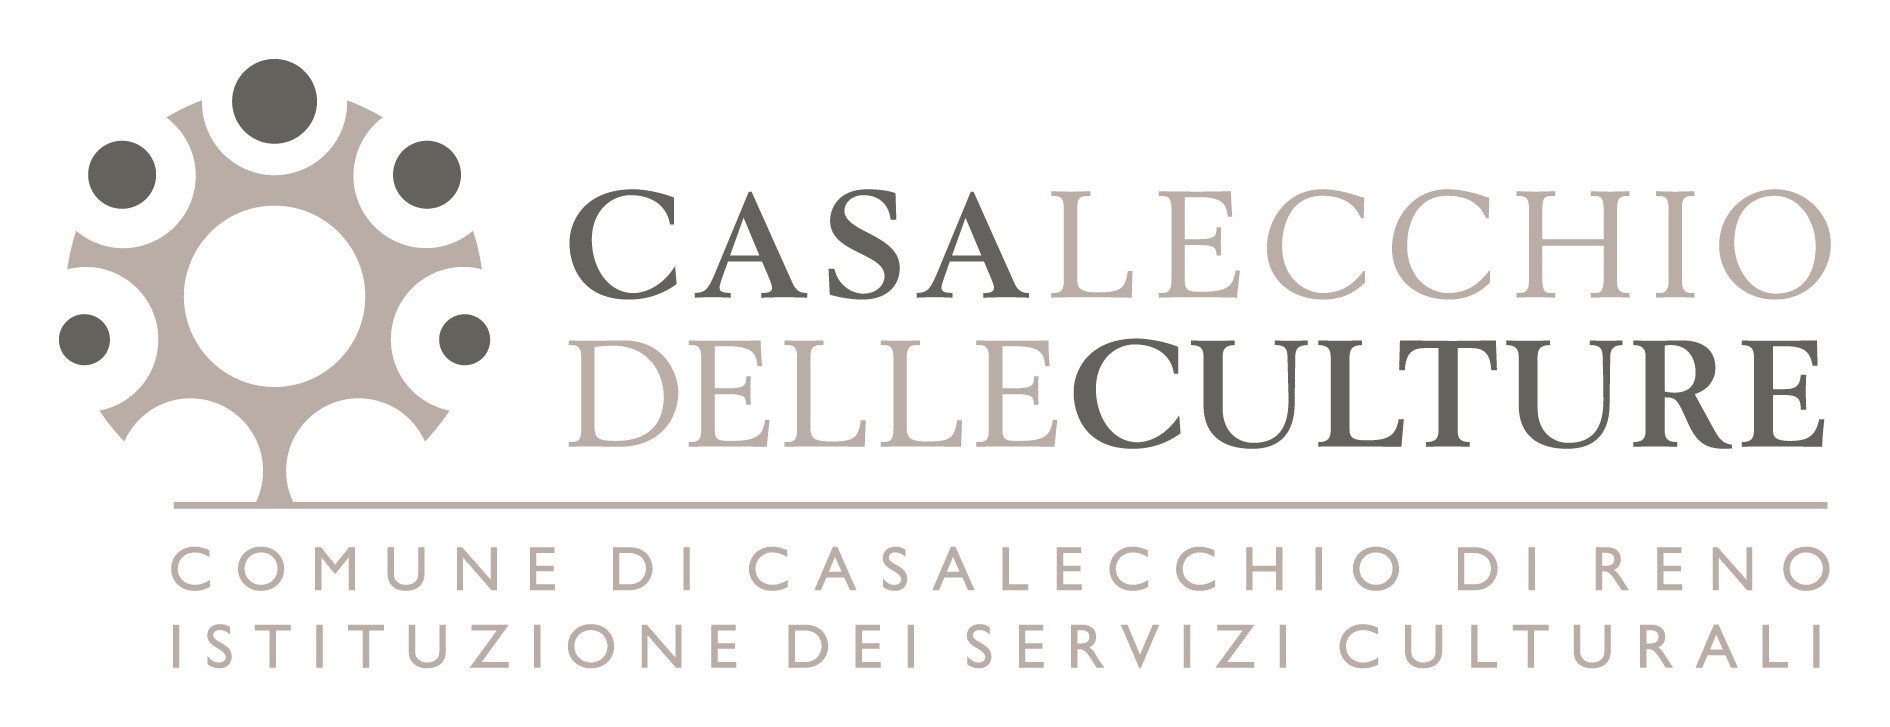 CASALECCHIO
DELLECULTURE
COMUNE DI CASALECCHIO DI RENO
ISTITUZIONE DEI SERVIZI CULTURALI